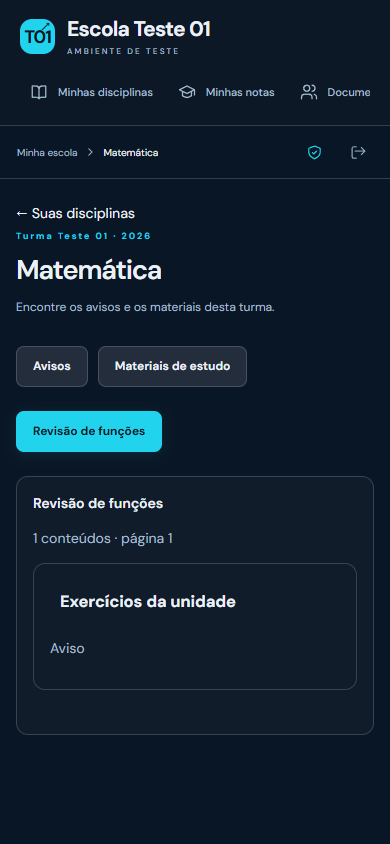 TO1
Escola Teste 01
AMBIENTE DE TESTE
Minhas disciplinas
Minhas notas
Docume
Minha escola > Matemática
← Suas disciplinas
Turma Teste 01 · 2026
Matemática
Encontre os avisos e os materiais desta turma.
Avisos
Materiais de estudo
Revisão de funções
Revisão de funções
1 conteúdos · página 1
Exercícios da unidade
Aviso